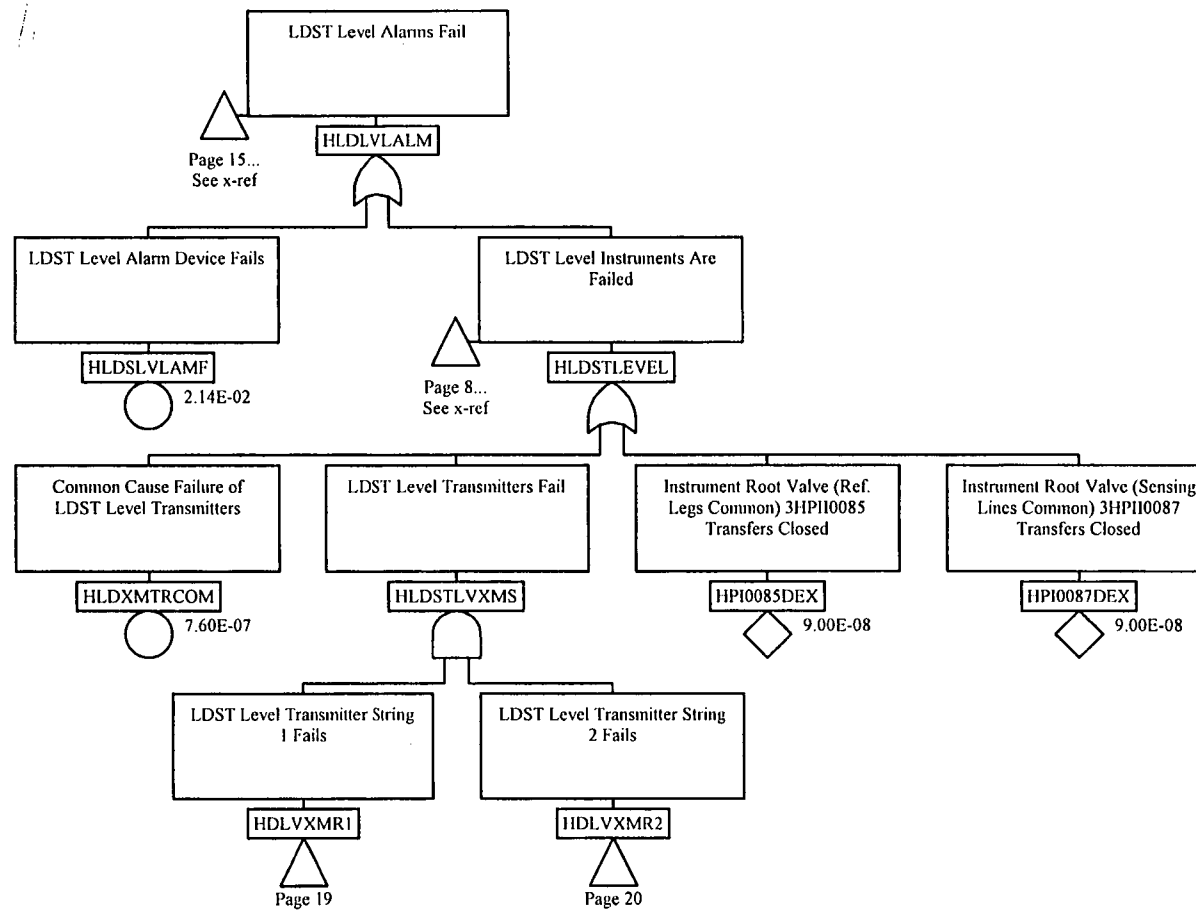 LDST Level Alarms Fail
HLDLVLALM
Page 15...
See x-ref
LDST Level Alarm Device Fails
HLDSLVLAMF
2.14E-02
LDST Level Instruments Are
Failed
HLDSTLEVEL
Page 8...
See x-ref
Common Cause Failure of
LDST Level Transmitters
HLDXMTRCOM
7.60E-07
LDST Level Transmitters Fail
HLDSTLVXMS
Instrument Root Valve (Ref.
Legs Common) 3HPII0085
Transfers Closed
HPI0085DEX
9.00E-08
Instrument Root Valve (Sensing
Lines Common) 3HPII0087
Transfers Closed
HPI0087DEX
9.00E-08
LDST Level Transmitter String
1 Fails
HDLVXMR1
Page 19
LDST Level Transmitter String
2 Fails
HDLVXMR2
Page 20